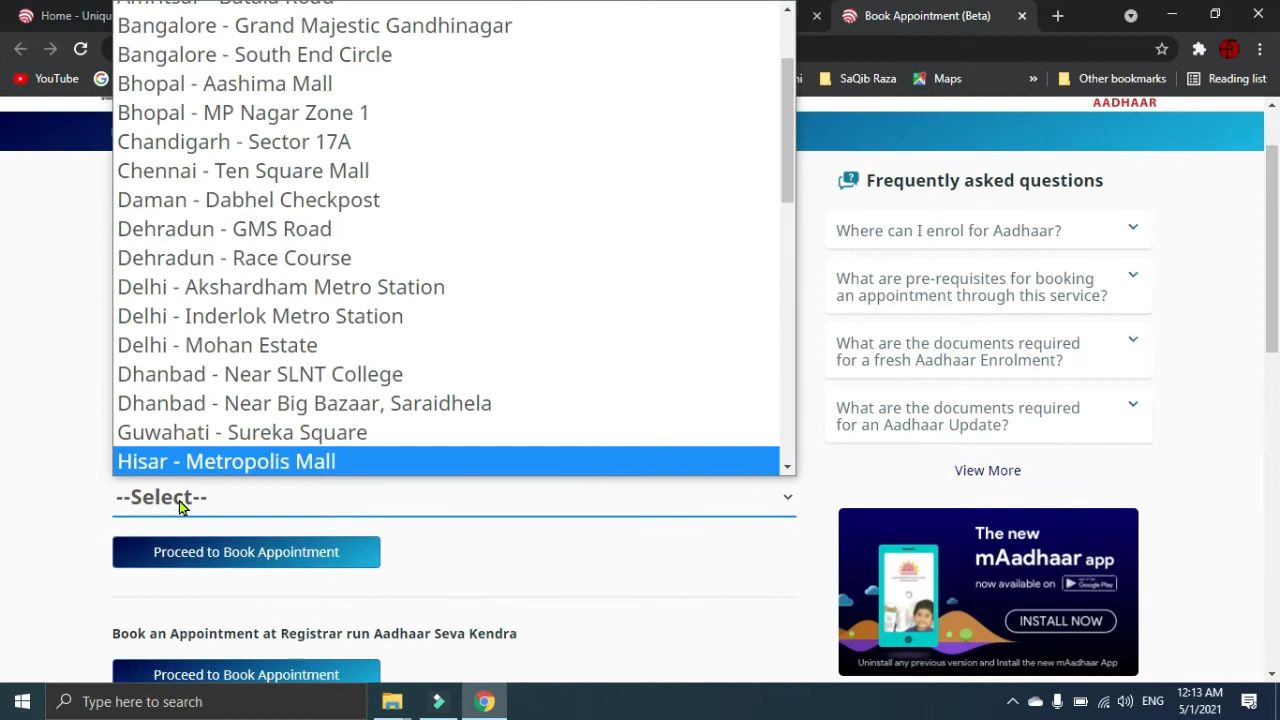 Home - Uniq
Book Appointment (Beta)
YouTube
SaQib Raza
Maps
»
Other bookmarks
Reading list
AADHAAR
Bangalore - Grand Majestic Gandhinagar
Bangalore - South End Circle
Bhopal - Aashima Mall
Bhopal - MP Nagar Zone 1
Chandigarh - Sector 17A
Chennai - Ten Square Mall
Daman - Dabhel Checkpost
Dehradun - GMS Road
Dehradun - Race Course
Delhi - Akshardham Metro Station
Delhi - Inderlok Metro Station
Delhi - Mohan Estate
Dhanbad - Near SLNT College
Dhanbad - Near Big Bazaar, Saraidhela
Guwahati - Sureka Square
Hisar - Metropolis Mall
--Select--
Proceed to Book Appointment
Book an Appointment at Registrar run Aadhaar Seva Kendra
Proceed to Book Appointment
Frequently asked questions
Where can I enrol for Aadhaar?
What are pre-requisites for booking
an appointment through this service?
What are the documents required
for a fresh Aadhaar Enrolment?
What are the documents required
for an Aadhaar Update?
View More
The new
mAadhaar app
now available on
Google Play
INSTALL NOW
Uninstall any previous version and Install the new mAadhaar App
Type here to search
ENG
12:13 AM
5/1/2021